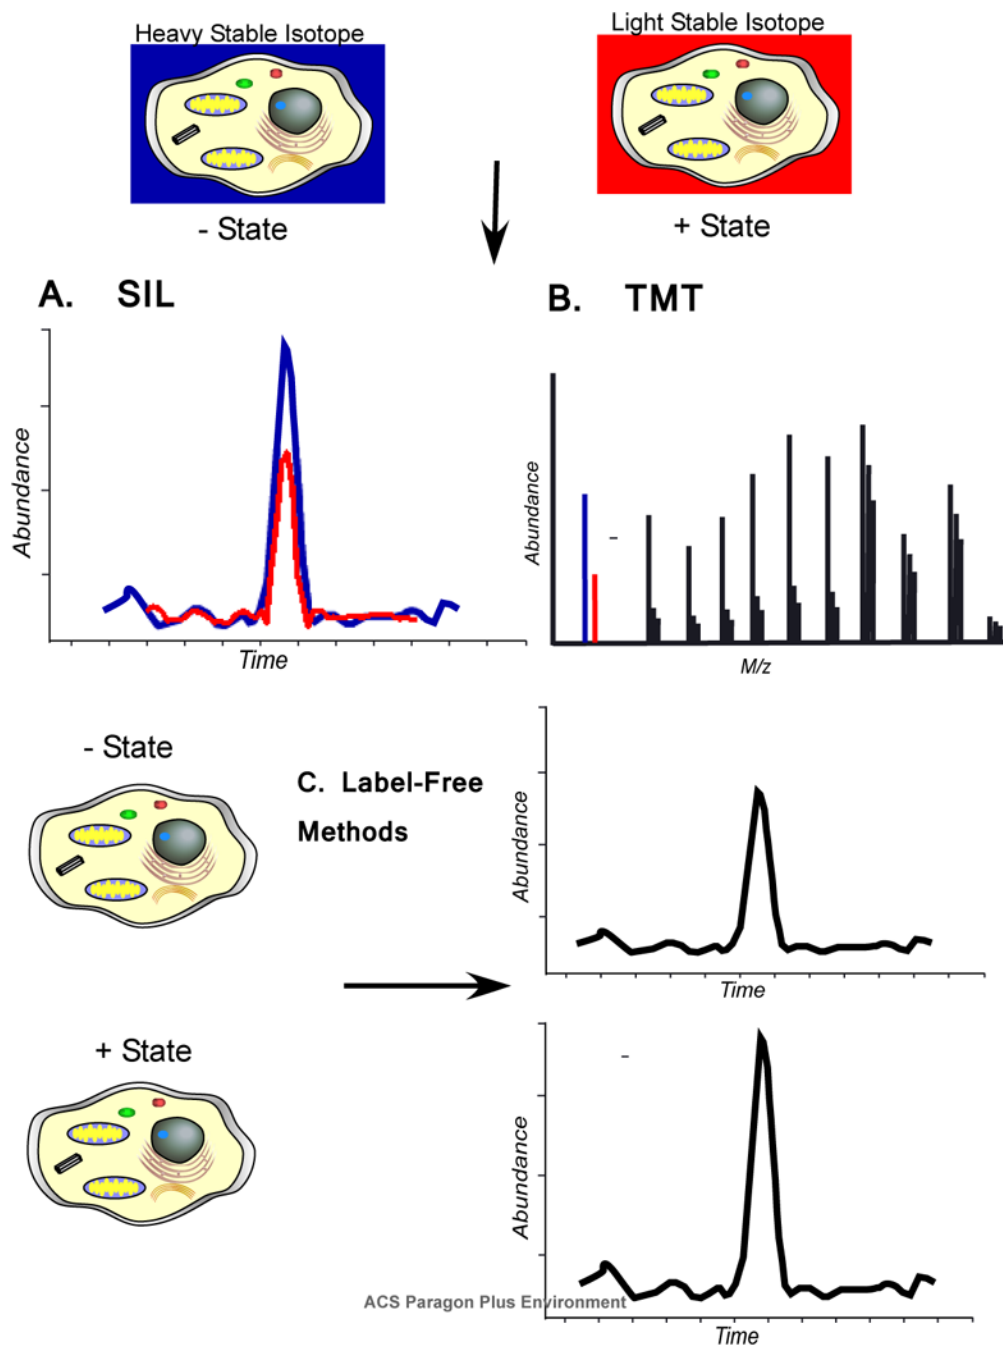 Heavy Stable Isotope
Light Stable Isotope
- State
+ State
A. SIL
B. TMT
Abundance
Time
Abundance
M/z
- State
C. Label-Free
Methods
Abundance
Time
+ State
Abundance
ACS Paragon Plus Environment
Time